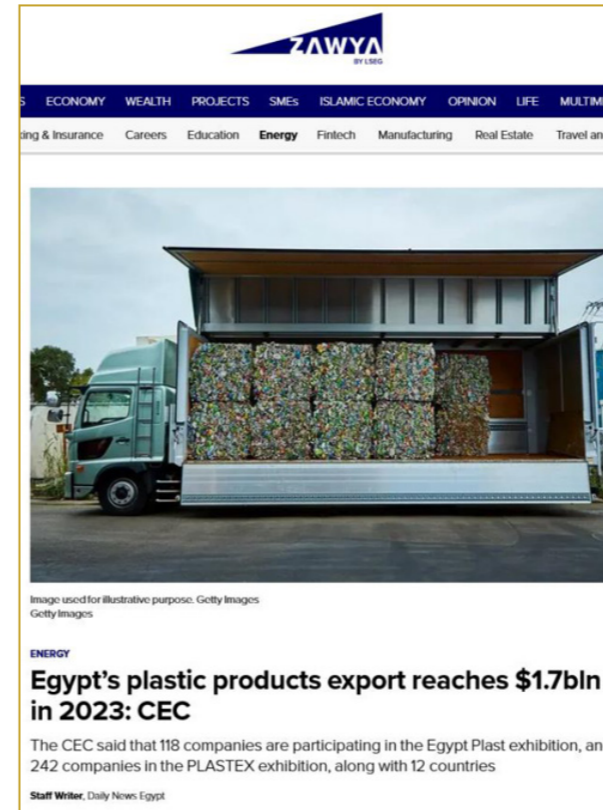 ZAWYA
BY LSEG
ECONOMY WEALTH PROJECTS SMEs ISLAMIC ECONOMY OPINION LIFE
& Insurance Careers Education Energy Fintech Manufacturing Real Estate Travel
Image used for illustrative purpose. Getty Images
Getty Images
ENERGY
Egypt's plastic products export reaches $1.7bln
in 2023: CEC
The CEC said that 118 companies are participating in the Egypt Plast exhibition,
242 companies in the PLASTEX exhibition, along with 12 countries
Staff Writer, Daily News Egypt